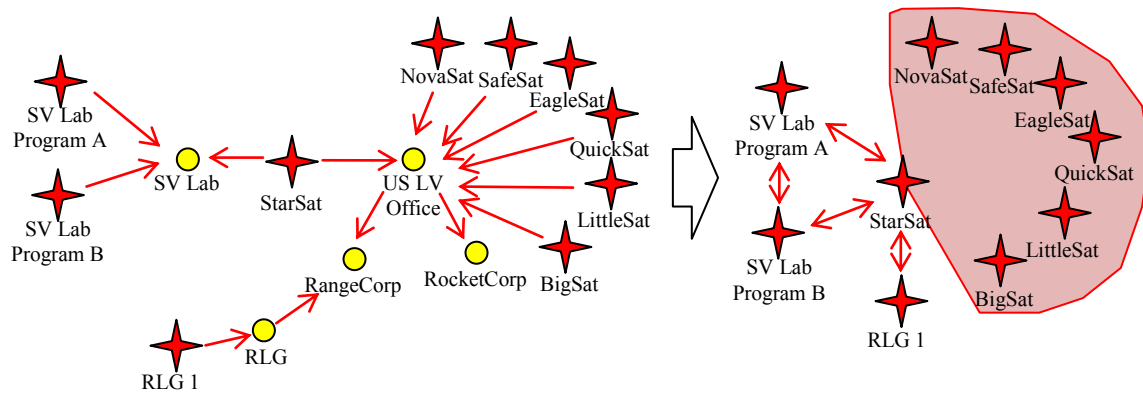 NovaSat
SafeSat
EagleSat
QuickSat
LittleSat
BigSat
SV Lab
Program A
SV Lab
Program B
SV Lab
StarSat
US LV
Office
RangeCorp
RocketCorp
RLG
RLG 1
NovaSat
SafeSat
EagleSat
QuickSat
LittleSat
BigSat
SV Lab
Program A
StarSat
SV Lab
Program B
RLG 1